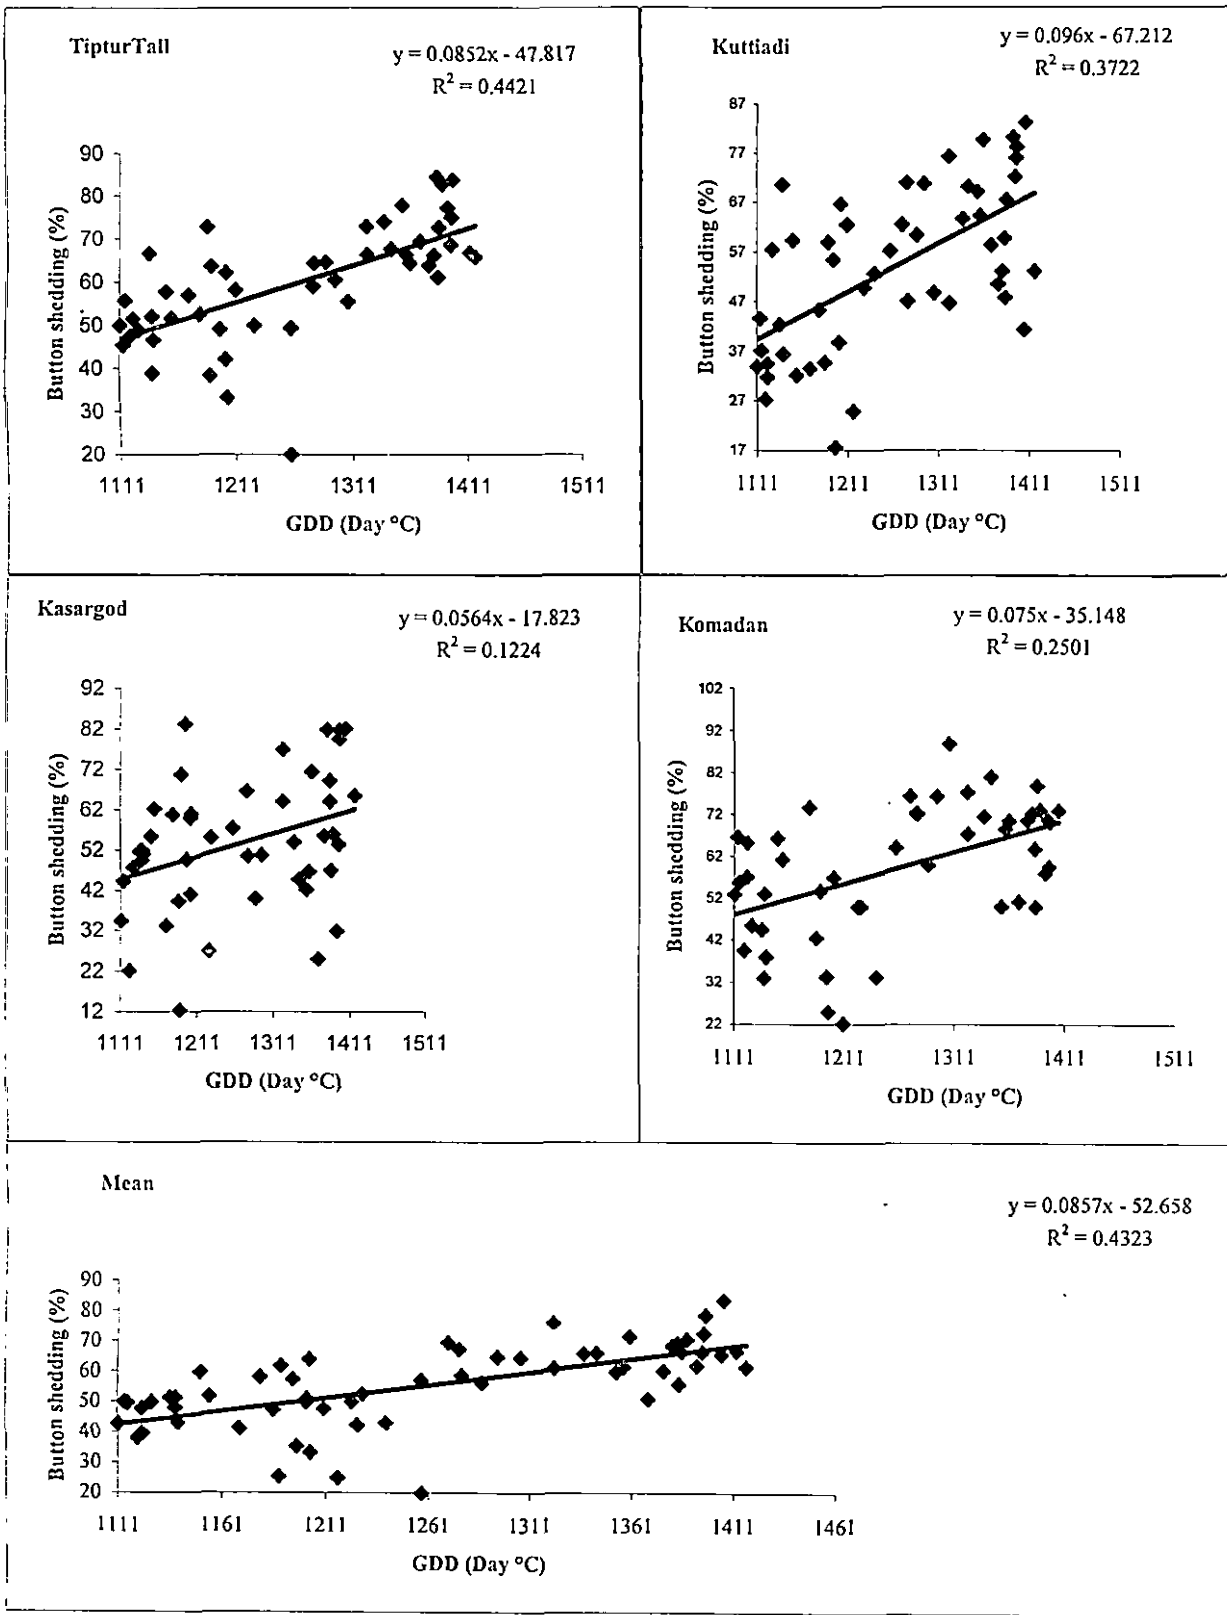 TipturTall
y = 0.0852x - 47.817
R² = 0.4421
Button shedding (%)
90
80
70
60
50
40
30
20
1111 1211 1311 1411 1511
GDD (Day °C)
Kuttiadi
y = 0.096x - 67.212
R² = 0.3722
Button shedding (%)
87
77
67
57
47
37
27
17
1111 1211 1311 1411 1511
GDD (Day °C)
Kasargod
y = 0.0564x - 17.823
R² = 0.1224
Button shedding (%)
92
82
72
62
52
42
32
22
12
1111 1211 1311 1411 1511
GDD (Day °C)
Komadan
y = 0.075x - 35.148
R² = 0.2501
Button shedding (%)
102
92
82
72
62
52
42
32
22
1111 1211 1311 1411 1511
GDD (Day °C)
Mean
y = 0.0857x - 52.658
R² = 0.4323
Button shedding (%)
90
80
70
60
50
40
30
20
1111 1161 1211 1261 1311 1361 1411 1461
GDD (Day °C)